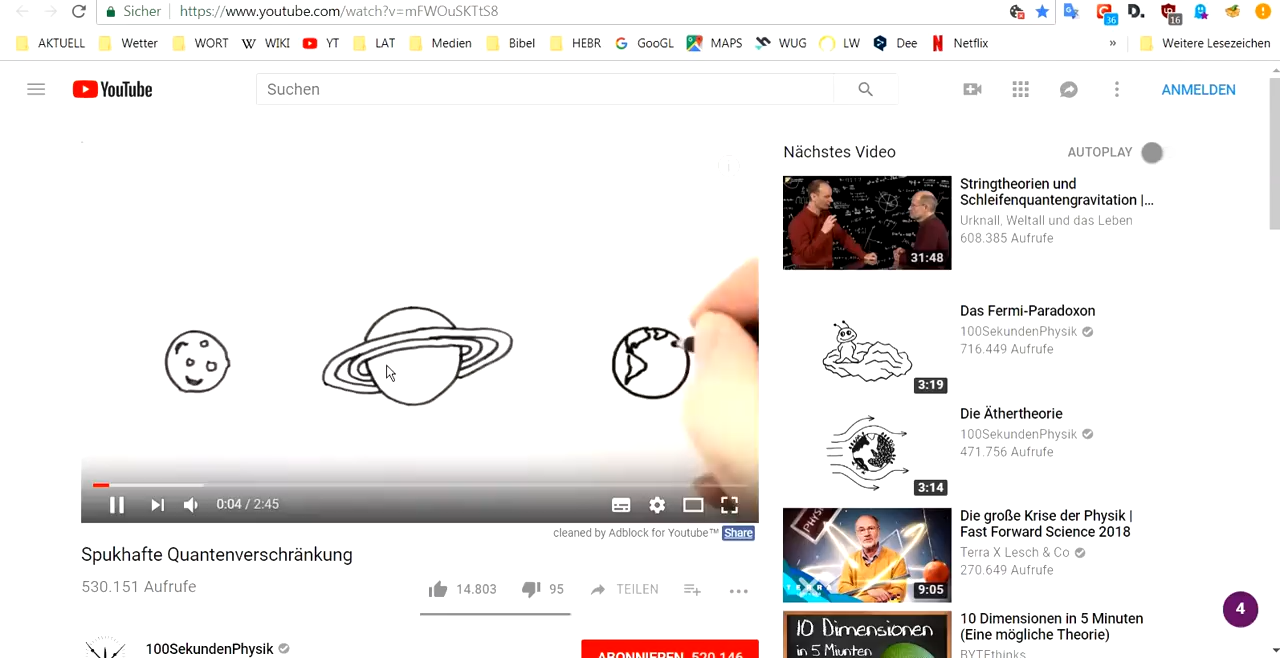 Sicher https://www.youtube.com/watch?v=mFWOuSKTtS8
36 D. 16
AKTUELL Wetter WORT WIKI YT LAT Medien Bibel HEBR GooGL MAPS WUG LW Dee Netflix » Weitere Lesezeichen
YouTube Suchen ANMELDEN
Nächstes Video AUTOPLAY
Stringtheorien und
Schleifenquantengravitation |...
Urknall, Weltall und das Leben
608.385 Aufrufe
31:48
Das Fermi-Paradoxon
100SekundenPhysik
716.449 Aufrufe
3:19
Die Äthertheorie
100SekundenPhysik
471.756 Aufrufe
3:14
0:04 / 2:45
cleaned by Adblock for Youtube™ Share
Spukhafte Quantenverschränkung
530.151 Aufrufe
14.803 95 TEILEN
100SekundenPhysik
ABONNIEREN 520.146
Die große Krise der Physik |
Fast Forward Science 2018
Terra X Lesch & Co
270.649 Aufrufe
9:05
10 Dimensionen in 5 Minuten
(Eine mögliche Theorie)
BYTEthinks
10 Dimensionen
in 5 Minuten
4